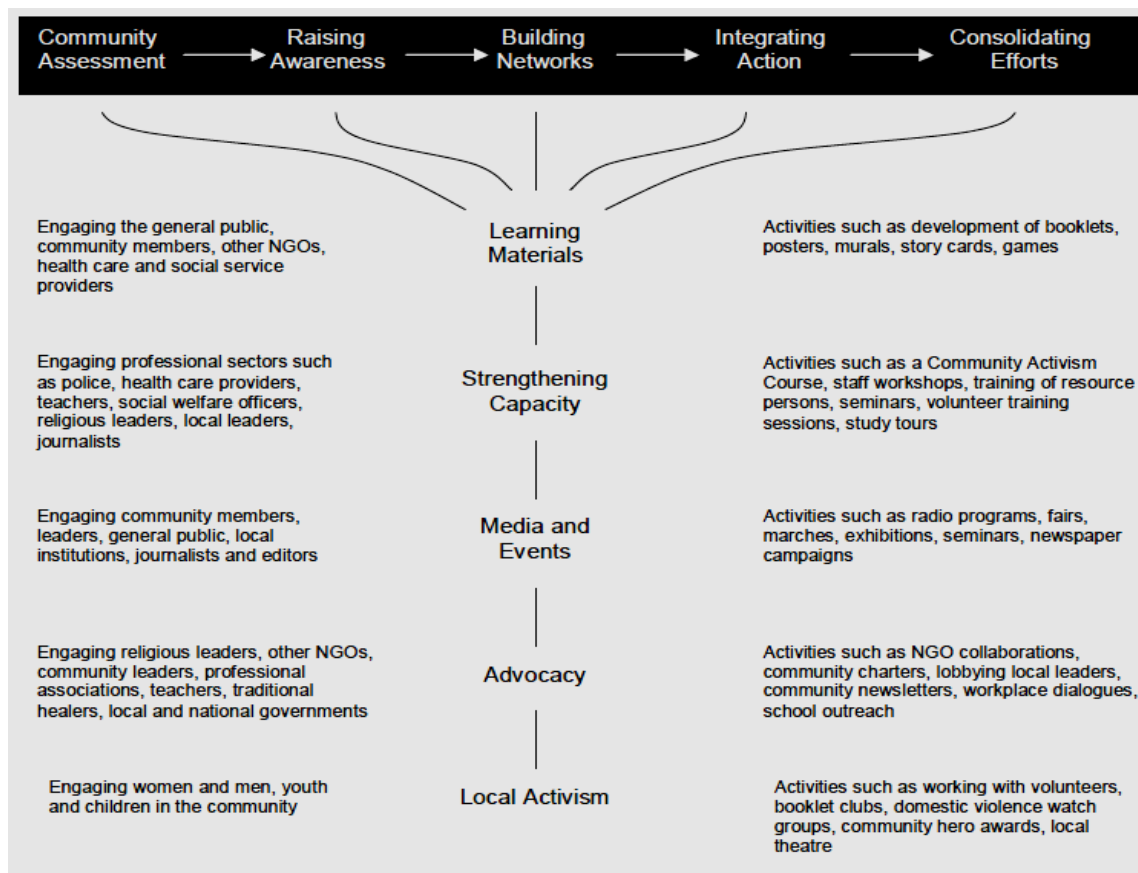 Community
Assessment
Raising
Awareness
Building
Networks
Integrating
Action
Consolidating
Efforts
Engaging the general public,
community members, other NGOs,
health care and social service
providers
Learning
Materials
Activities such as development of booklets,
posters, murals, story cards, games
Engaging professional sectors such
as police, health care providers,
teachers, social welfare officers,
religious leaders, local leaders,
journalists
Strengthening
Capacity
Activities such as a Community Activism
Course, staff workshops, training of resource
persons, seminars, volunteer training
sessions, study tours
Engaging community members,
leaders, general public, local
institutions, journalists and editors
Media and
Events
Activities such as radio programs, fairs,
marches, exhibitions, seminars, newspaper
campaigns
Engaging religious leaders, other NGOs,
community leaders, professional
associations, teachers, traditional
healers, local and national governments
Advocacy
Activities such as NGO collaborations,
community charters, lobbying local leaders,
community newsletters, workplace dialogues,
school outreach
Engaging women and men, youth
and children in the community
Local Activism
Activities such as working with volunteers,
booklet clubs, domestic violence watch
groups, community hero awards, local
theatre